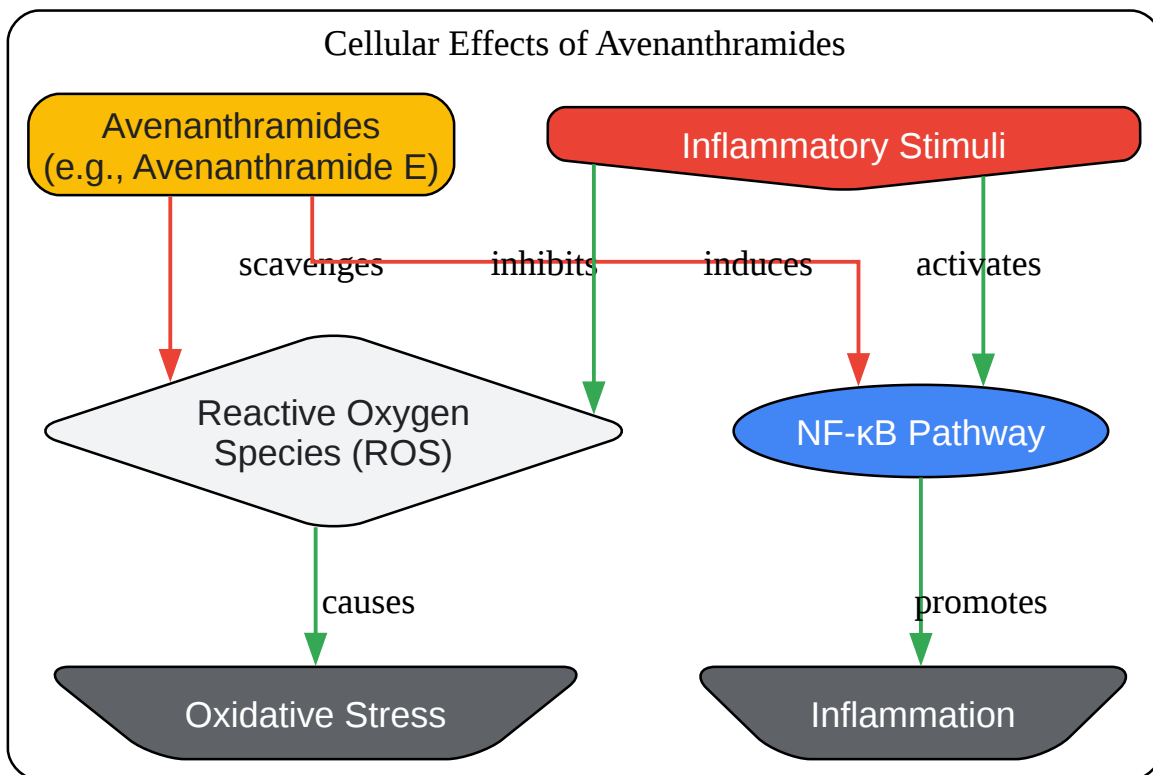 Cellular Effects of Avenanthramides
Avenanthramides
(e.g., Avenanthramide E)
Inflammatory Stimuli
scavenges
inhibits
induces
activates
Reactive Oxygen
Species (ROS)
NF-κB Pathway
causes
promotes
Oxidative Stress
Inflammation